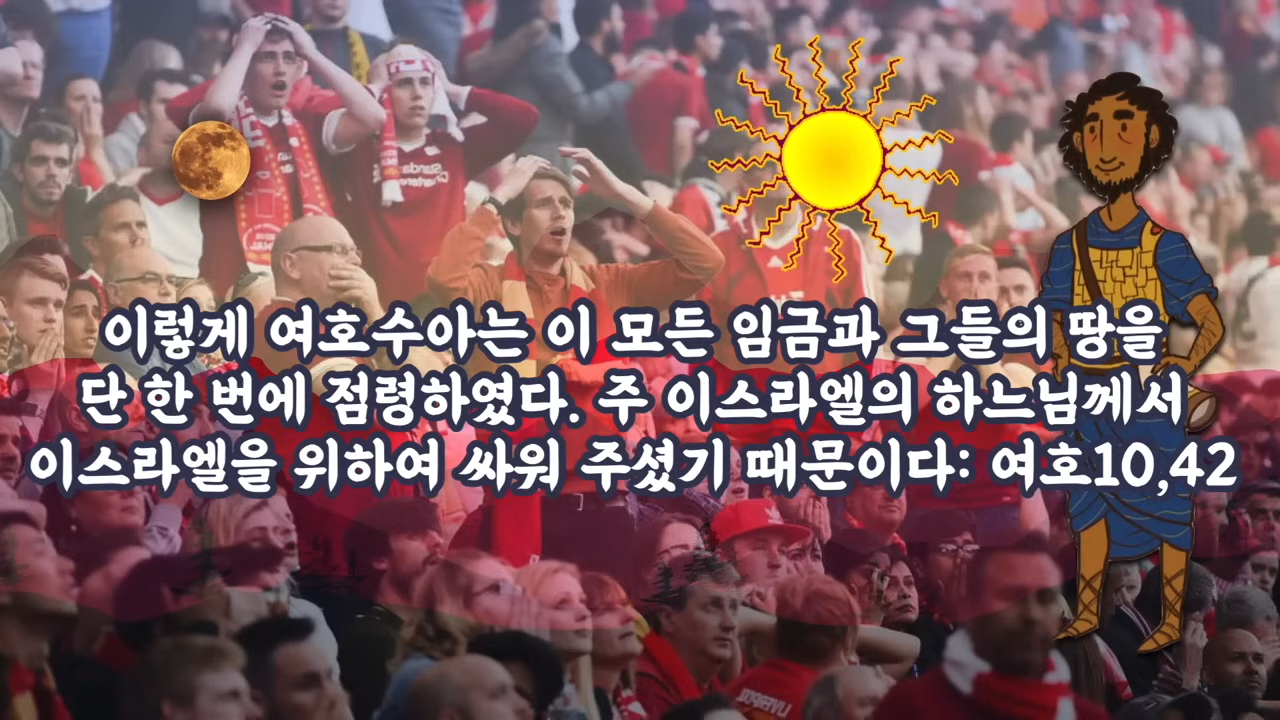 이렇게 여호수아는 이 모든 임금과 그들의 땅을
단 한 번에 점령하였다. 주 이스라엘의 하느님께서
이스라엘을 위하여 싸워 주셨기 때문이다: 여호10,42
Standard
Chartered
LIVERPOOL